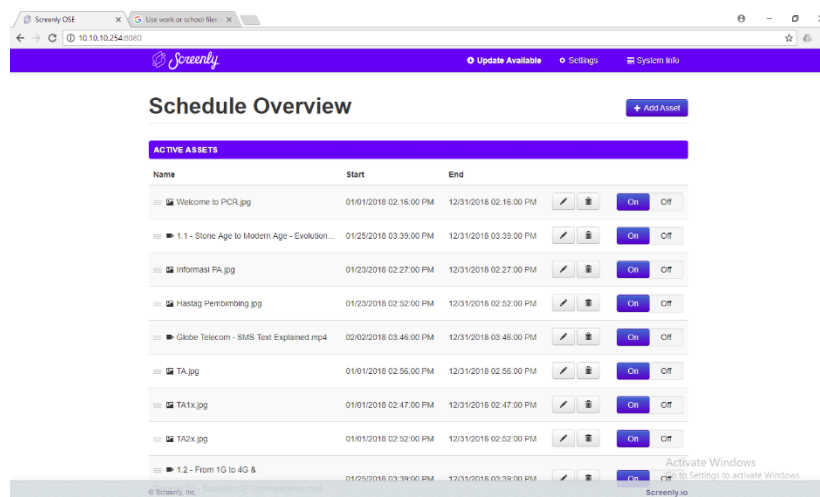 Screenly OSE
Use work or school files
10.10.10.254:8080
Screenly
Update Available
Settings
System Info
Schedule Overview
+ Add Asset
ACTIVE ASSETS
Name Start End
Welcome to PCR.jpg 01/01/2018 02:16:00 PM 12/31/2018 02:16:00 PM On Off
1.1 - Stone Age to Modern Age - Evolution... 01/25/2018 03:39:00 PM 12/31/2018 03:39:00 PM On Off
Informasi PA.jpg 01/23/2018 02:27:00 PM 12/31/2018 02:27:00 PM On Off
Hastag Pembimbing.jpg 01/23/2018 02:52:00 PM 12/31/2018 02:52:00 PM On Off
Globe Telecom - SMS Text Explained.mp4 02/02/2018 03:46:00 PM 12/31/2018 03:46:00 PM On Off
TA.jpg 01/01/2018 02:56:00 PM 12/31/2018 02:56:00 PM On Off
TA1x.jpg 01/01/2018 02:47:00 PM 12/31/2018 02:47:00 PM On Off
TA2x.jpg 01/01/2018 02:52:00 PM 12/31/2018 02:52:00 PM On Off
1.2 - From 1G to 4G &
01/25/2018 03:39:00 PM 12/31/2018 03:39:00 PM On Off
Activate Windows
Go to Settings to activate Windows.
© Screenly, Inc.
Screenly.io